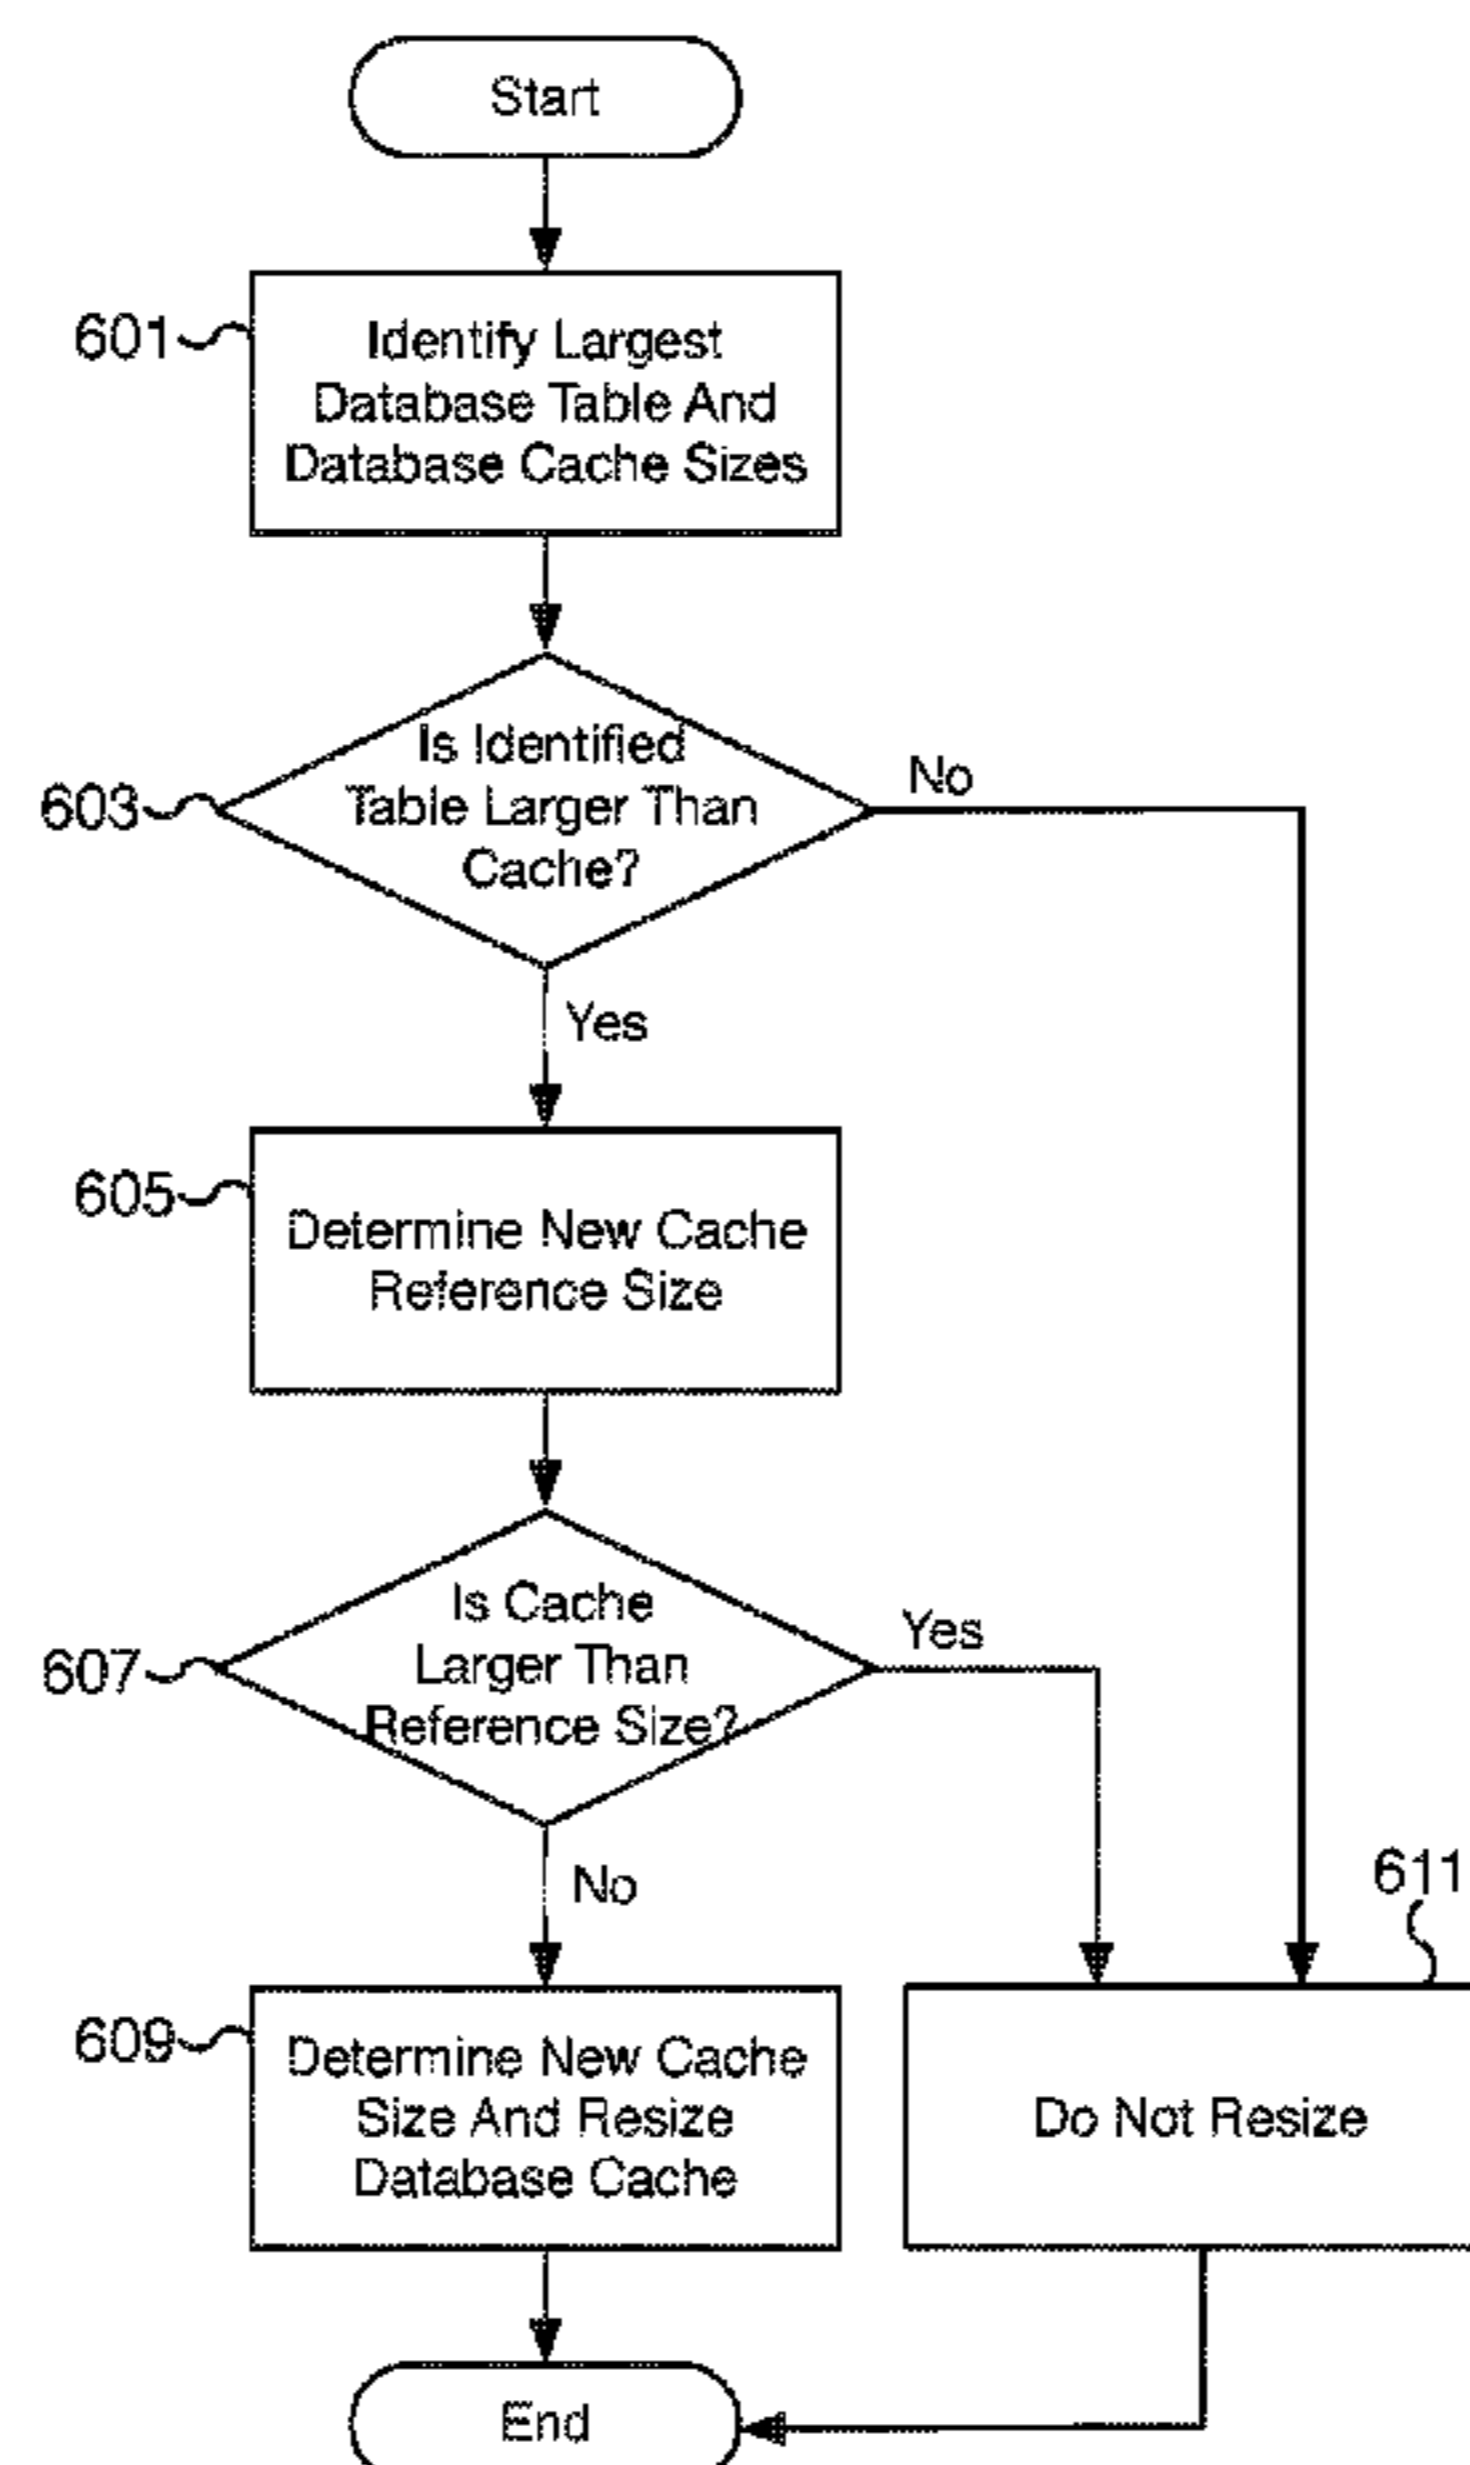 Start
601
Identify Largest
Database Table And
Database Cache Sizes
603
Is Identified
Table Larger Than
Cache?
No
Yes
605
Determine New Cache
Reference Size
607
Is Cache
Larger Than
Reference Size?
Yes
No
611
609
Determine New Cache
Size And Resize
Database Cache
Do Not Resize
End